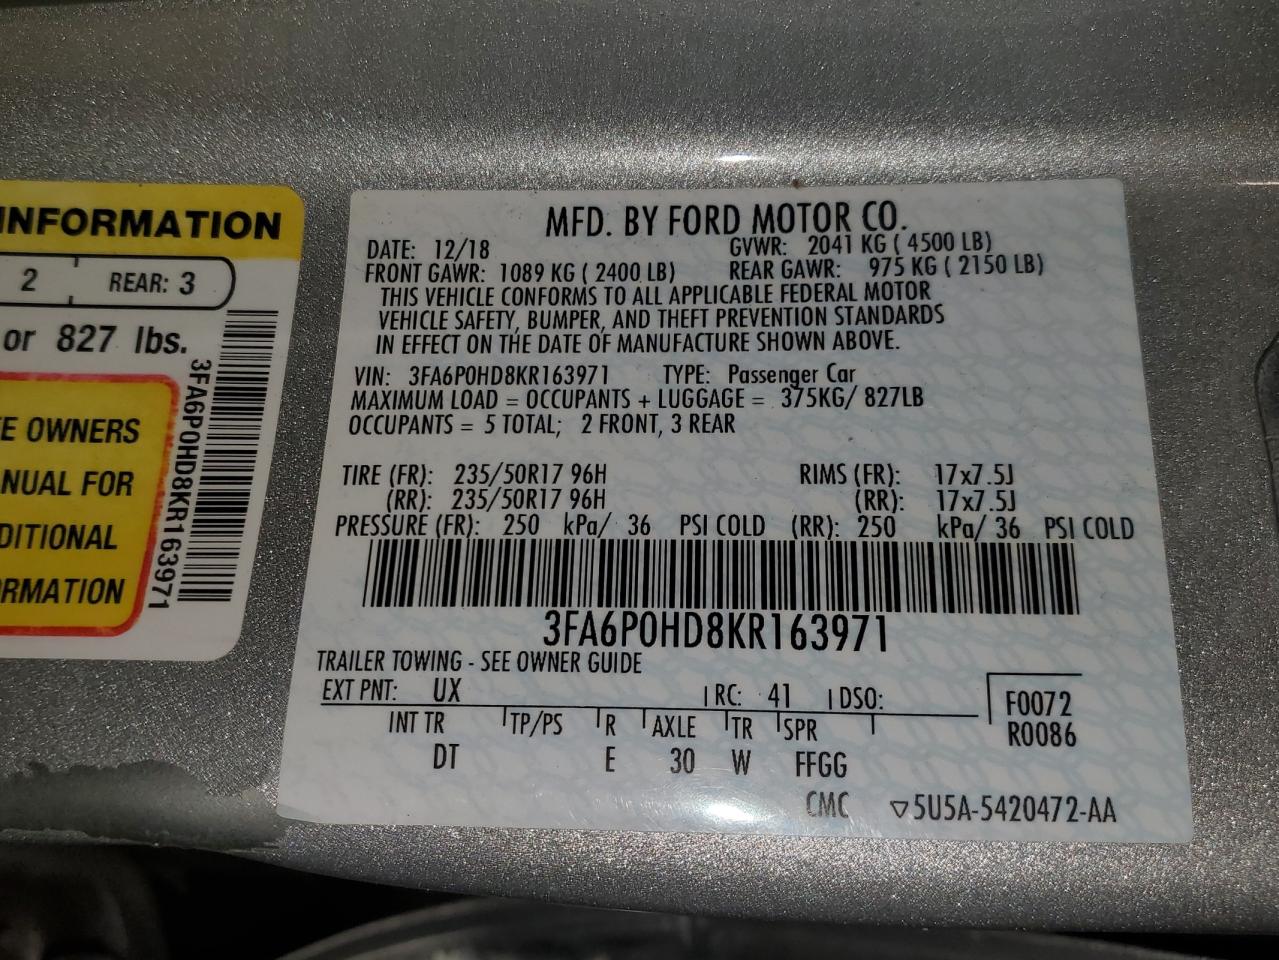 INFORMATION
2 REAR: 3
or 827 lbs.
3FA6P0HD8KR163971
E OWNERS
NUAL FOR
DITIONAL
RMATION
MFD. BY FORD MOTOR CO.
DATE: 12/18 GVWR: 2041 KG ( 4500 LB)
FRONT GAWR: 1089 KG ( 2400 LB) REAR GAWR: 975 KG ( 2150 LB)
THIS VEHICLE CONFORMS TO ALL APPLICABLE FEDERAL MOTOR
VEHICLE SAFETY, BUMPER, AND THEFT PREVENTION STANDARDS
IN EFFECT ON THE DATE OF MANUFACTURE SHOWN ABOVE.
VIN: 3FA6P0HD8KR163971 TYPE: Passenger Car
MAXIMUM LOAD = OCCUPANTS + LUGGAGE = 375KG/ 827LB
OCCUPANTS = 5 TOTAL; 2 FRONT, 3 REAR
TIRE (FR): 235/50R17 96H RIMS (FR): 17x7.5J
(RR): 235/50R17 96H (RR): 17x7.5J
PRESSURE (FR): 250 kPa/ 36 PSI COLD (RR): 250 kPa/ 36 PSI COLD
3FA6P0HD8KR163971
TRAILER TOWING - SEE OWNER GUIDE
EXT PNT: UX RC: 41 DSO:
F0072
R0086
INT TR TP/PS R AXLE TR SPR
DT E 30 W FFGG
CMC ▽5U5A-5420472-AA